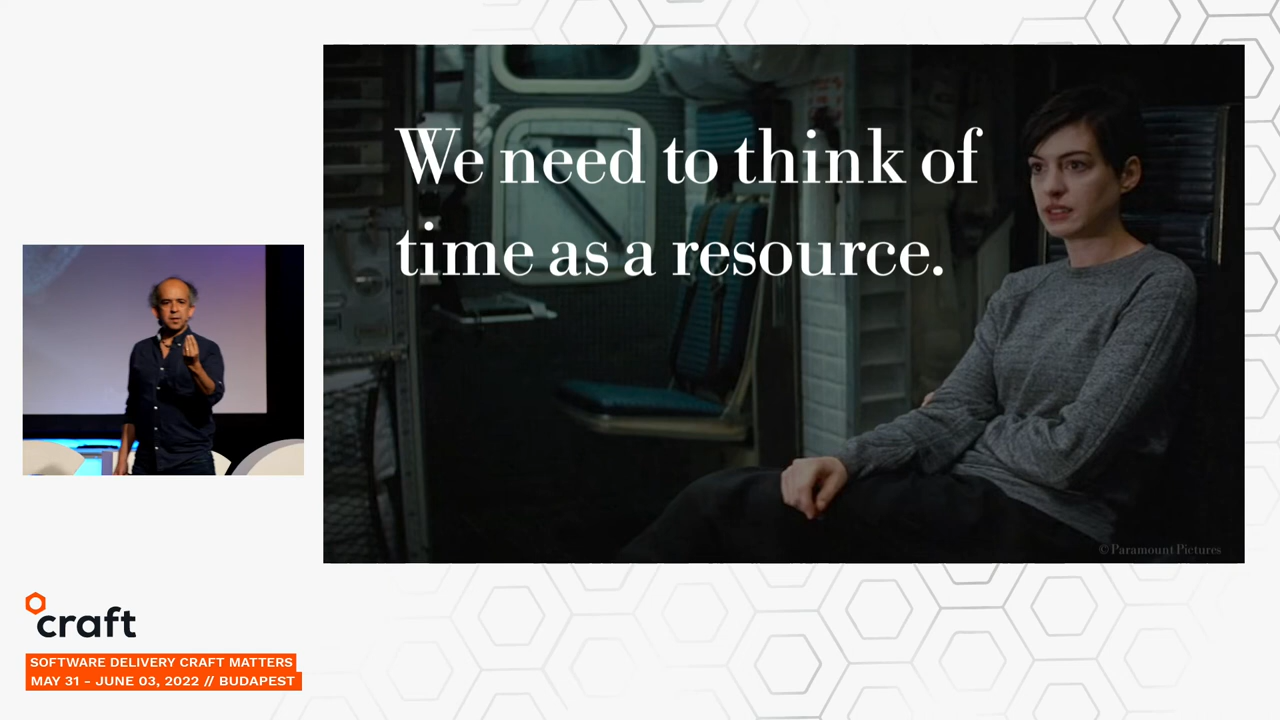 We need to think of
time as a resource.
© Paramount Pictures
craft
SOFTWARE DELIVERY CRAFT MATTERS
MAY 31 - JUNE 03, 2022 // BUDAPEST